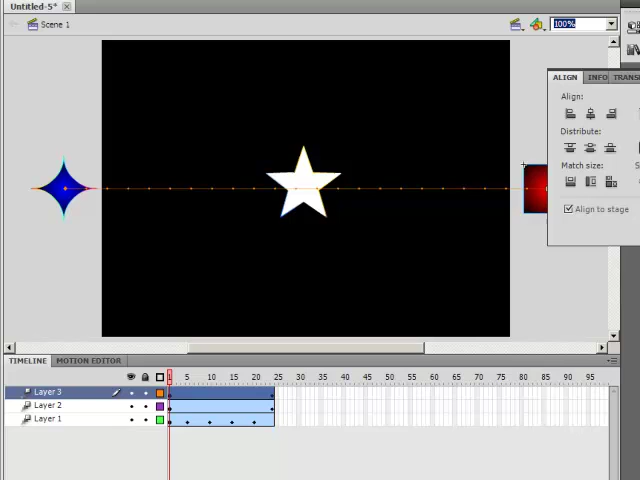 Untitled-5*
Scene 1
100%
ALIGN INFO TRANS
Align:
Distribute:
Match size:
Align to stage
TIMELINE MOTION EDITOR
1 5 10 15 20 25 30 35 40 45 50 55 60 65 70 75 80 85 90 95
Layer 3
Layer 2
Layer 1